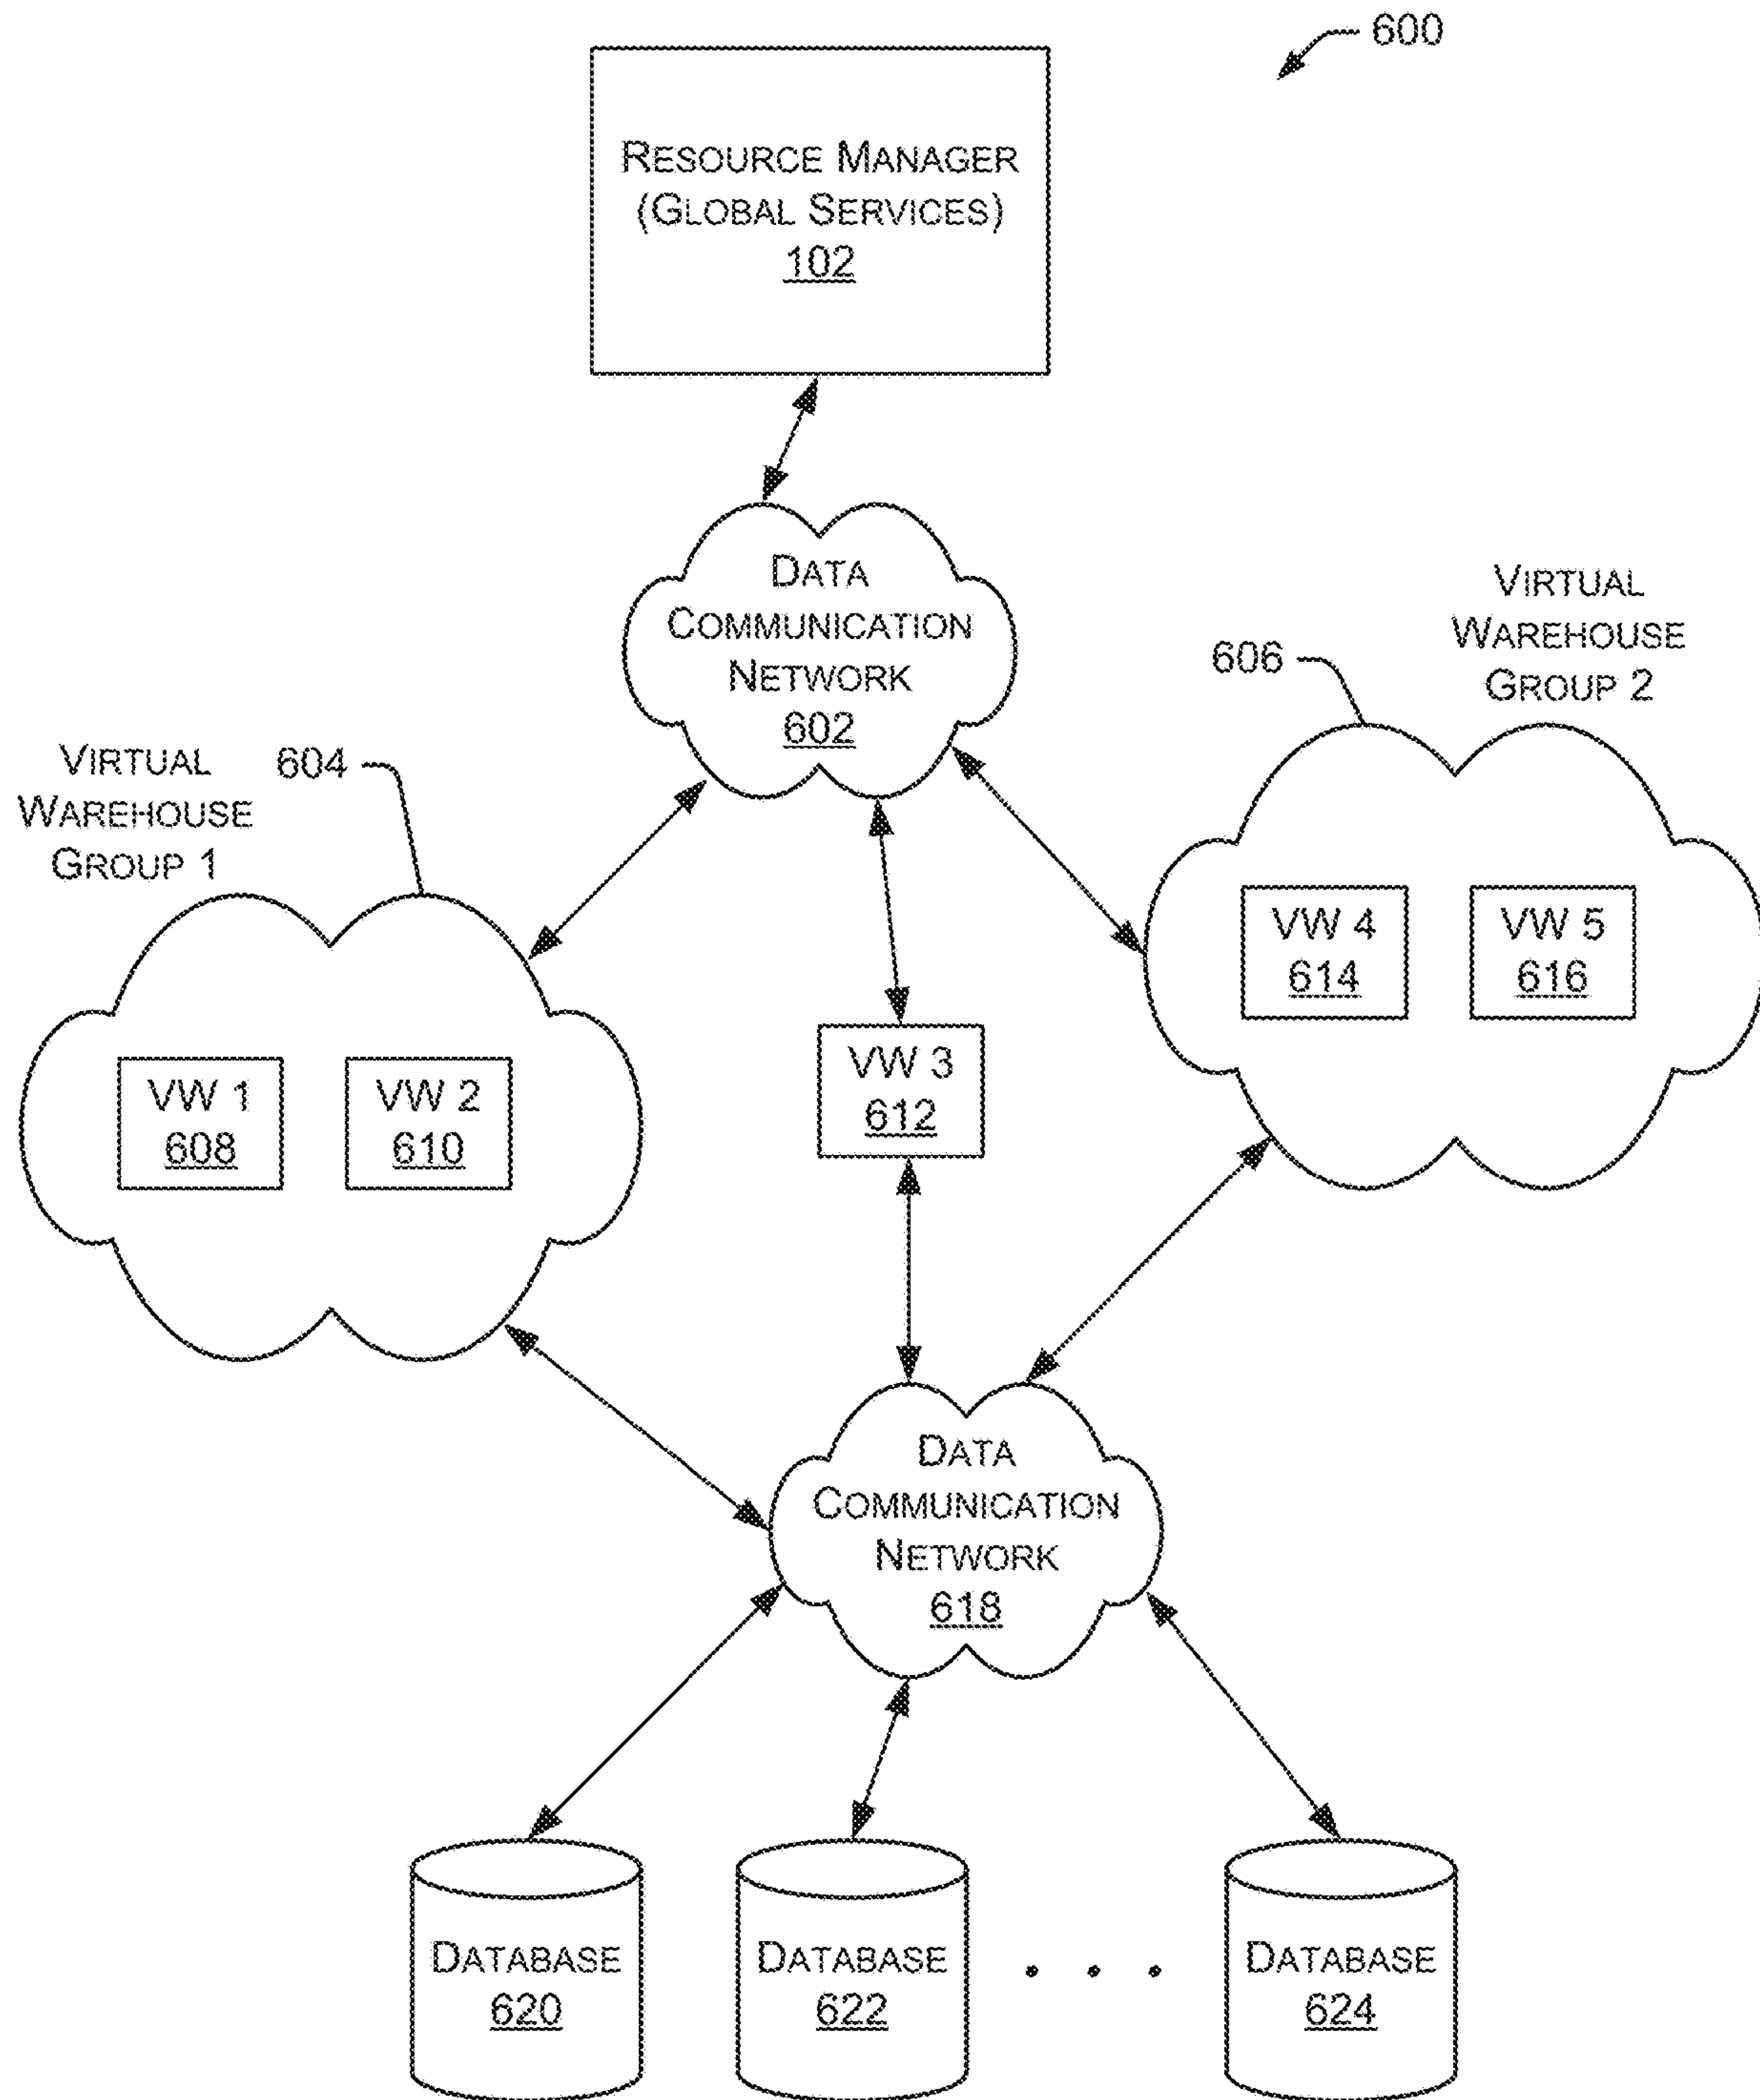 600
RESOURCE MANAGER
(GLOBAL SERVICES)
102
DATA
COMMUNICATION
NETWORK
602
VIRTUAL
WAREHOUSE
GROUP 2
606
VIRTUAL
WAREHOUSE
GROUP 1
604
VW 4
614
VW 5
616
VW 3
612
VW 1
608
VW 2
610
DATA
COMMUNICATION
NETWORK
618
DATABASE
620
DATABASE
622
. . .
DATABASE
624